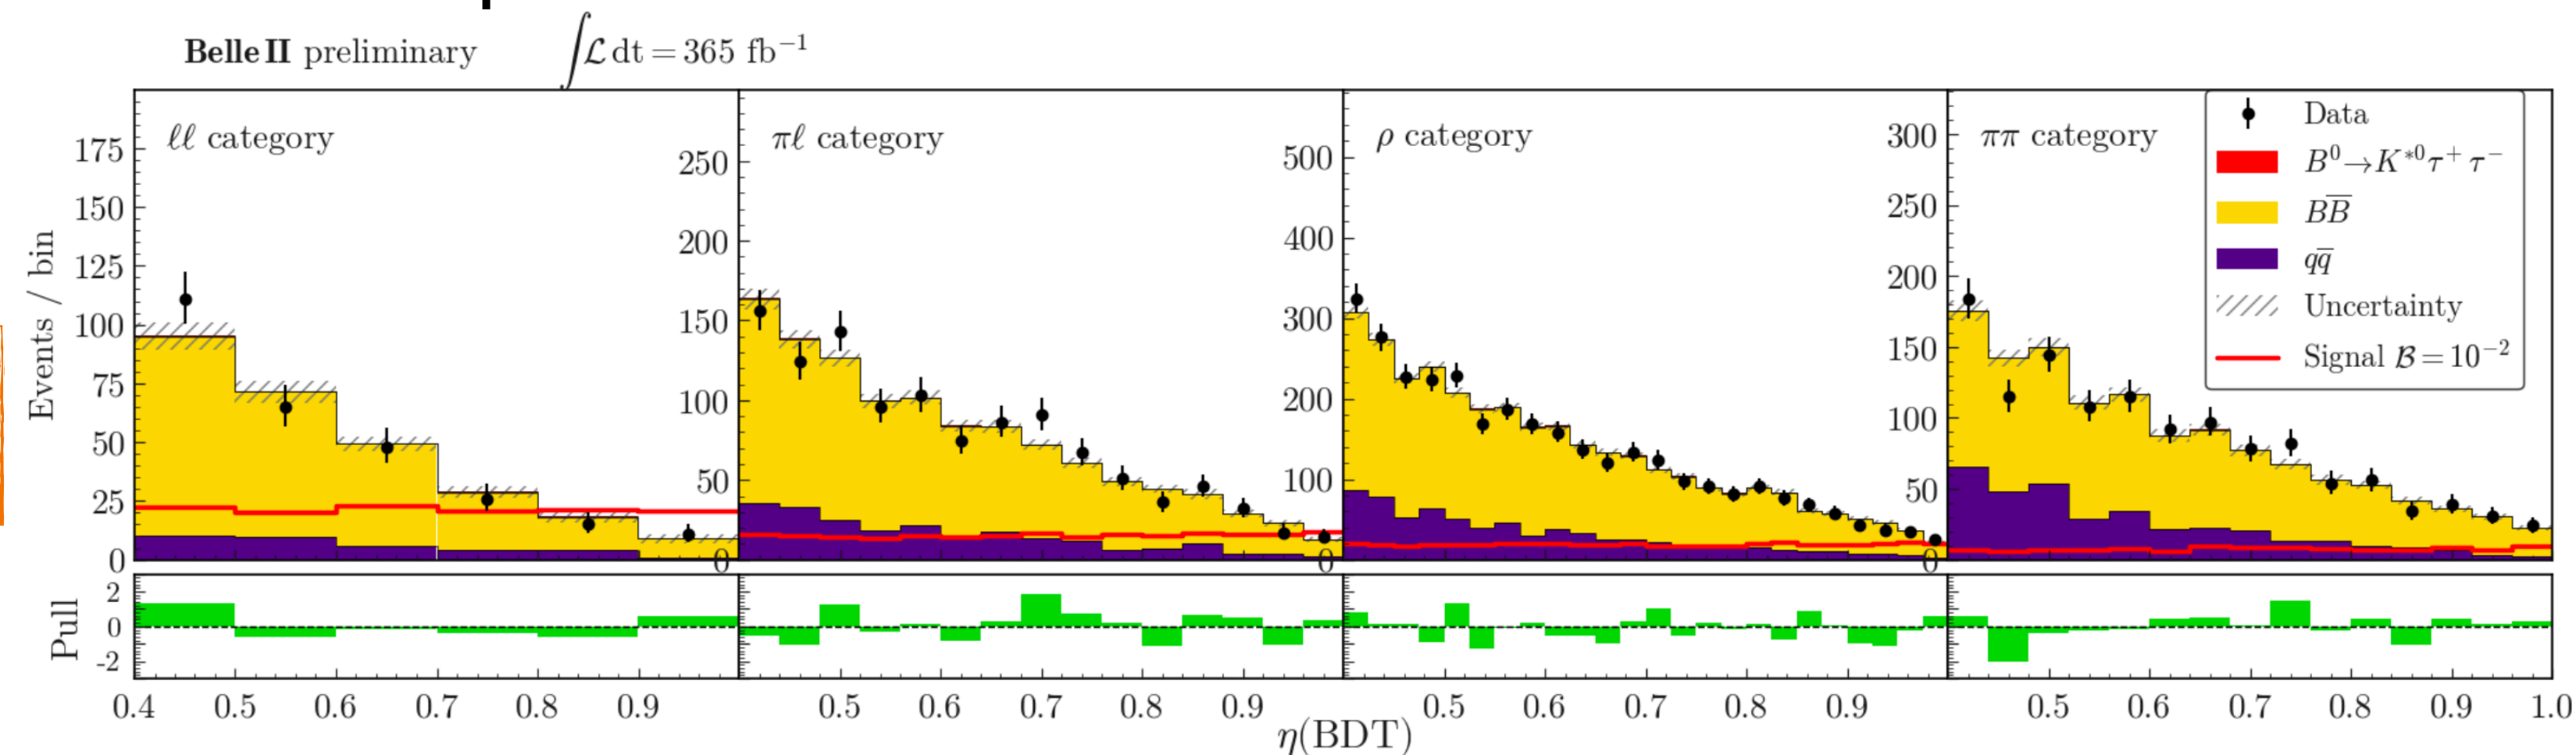 Belle II preliminary ∫ℒ dt = 365 fb⁻¹
Events / bin
175
150
125
100
75
50
25
0
ℓℓ category
250
200
150
100
50
0
πℓ category
500
400
300
200
100
0
ρ category
300
250
200
150
100
50
0
ππ category
Data
B⁰→K*⁰τ⁺τ⁻
BB̅
qq̅
Uncertainty
Signal ℬ = 10⁻²
Pull
2
0
-2
0.4 0.5 0.6 0.7 0.8 0.9 0.5 0.6 0.7 0.8 0.9 0.5 0.6 0.7 0.8 0.9 0.5 0.6 0.7 0.8 0.9 1.0
η(BDT)